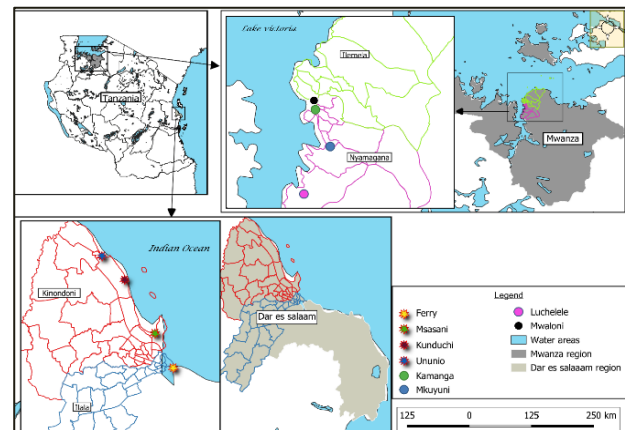 Tanzania
Lake victoria
Ilemela
Nyamagana
Mwanza
Indian Ocean
Kinondoni
Ilala
Dar es salaam
Legend
Ferry
Msasani
Kunduchi
Ununio
Kamanga
Mkuyuni
Luchelele
Mwaloni
Water areas
Mwanza region
Dar es salaaam region
125 0 125 250 km